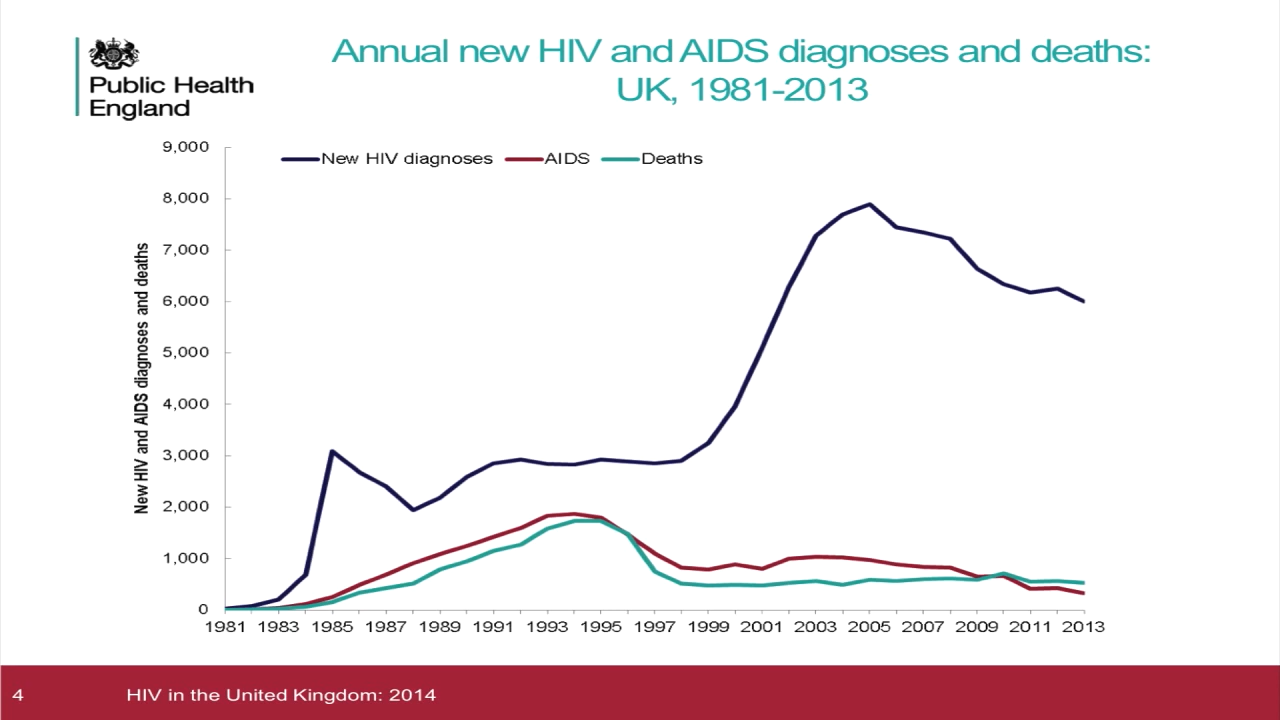 Public Health
England
Annual new HIV and AIDS diagnoses and deaths:
UK, 1981-2013
New HIV diagnoses AIDS Deaths
New HIV and AIDS diagnoses and deaths
9,000
8,000
7,000
6,000
5,000
4,000
3,000
2,000
1,000
0
1981 1983 1985 1987 1989 1991 1993 1995 1997 1999 2001 2003 2005 2007 2009 2011 2013
4 HIV in the United Kingdom: 2014